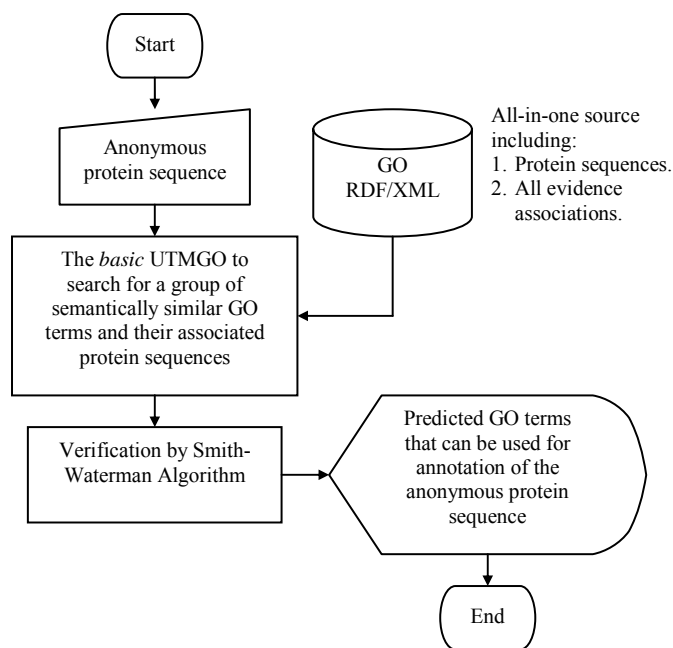 Start
Anonymous
protein sequence
GO
RDF/XML
All-in-one source
including:
1. Protein sequences.
2. All evidence
associations.
The basic UTMGO to
search for a group of
semantically similar GO
terms and their associated
protein sequences
Verification by Smith-
Waterman Algorithm
Predicted GO terms
that can be used for
annotation of the
anonymous protein
sequence
End